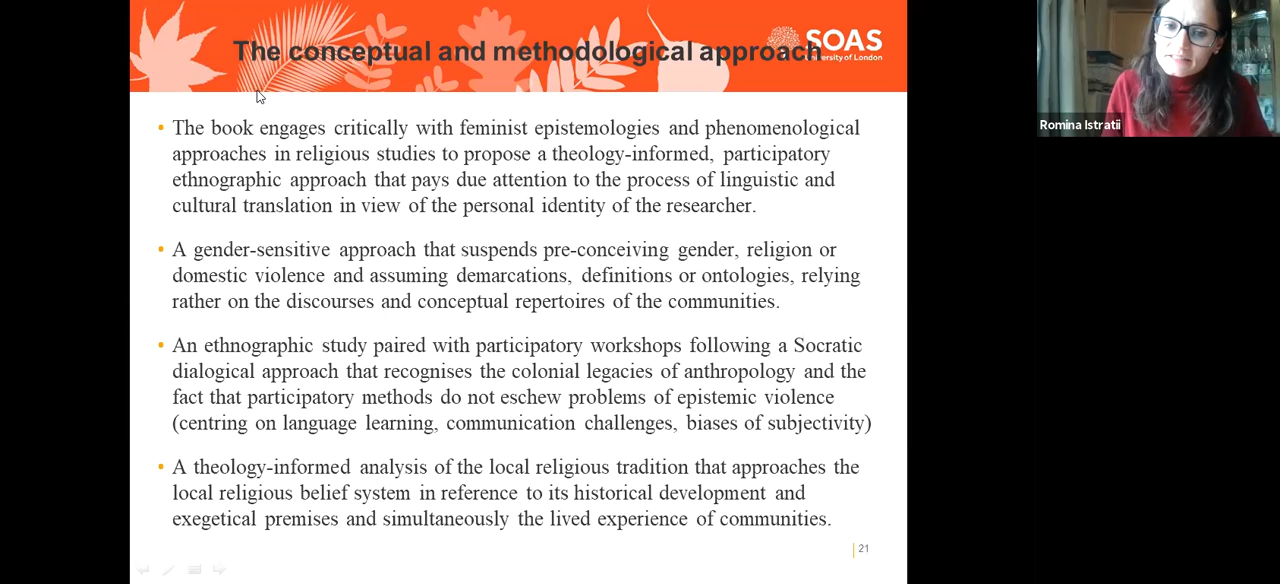 The conceptual and methodological approach
SOAS
University of London
• The book engages critically with feminist epistemologies and phenomenological
approaches in religious studies to propose a theology-informed, participatory
ethnographic approach that pays due attention to the process of linguistic and
cultural translation in view of the personal identity of the researcher.
• A gender-sensitive approach that suspends pre-conceiving gender, religion or
domestic violence and assuming demarcations, definitions or ontologies, relying
rather on the discourses and conceptual repertoires of the communities.
• An ethnographic study paired with participatory workshops following a Socratic
dialogical approach that recognises the colonial legacies of anthropology and the
fact that participatory methods do not eschew problems of epistemic violence
(centring on language learning, communication challenges, biases of subjectivity)
• A theology-informed analysis of the local religious tradition that approaches the
local religious belief system in reference to its historical development and
exegetical premises and simultaneously the lived experience of communities.
21
Romina Istratii